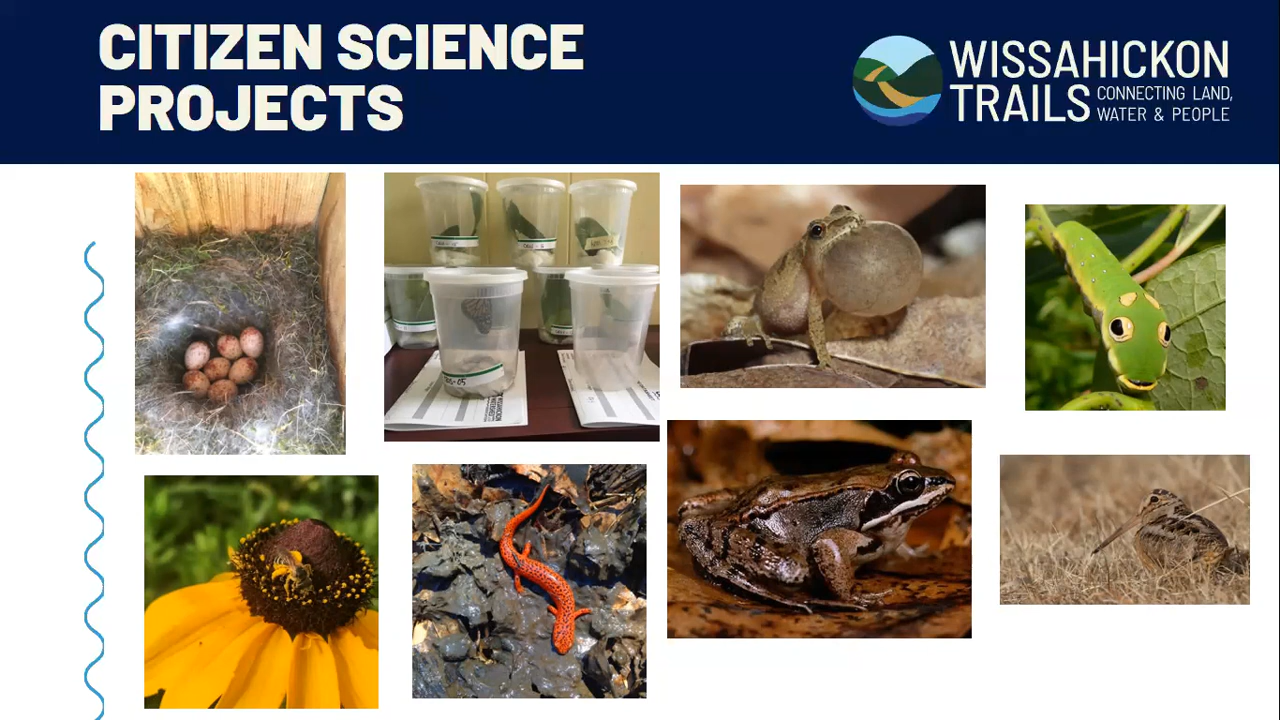 CITIZEN SCIENCE
PROJECTS
WISSAHICKON
TRAILS
CONNECTING LAND,
WATER & PEOPLE